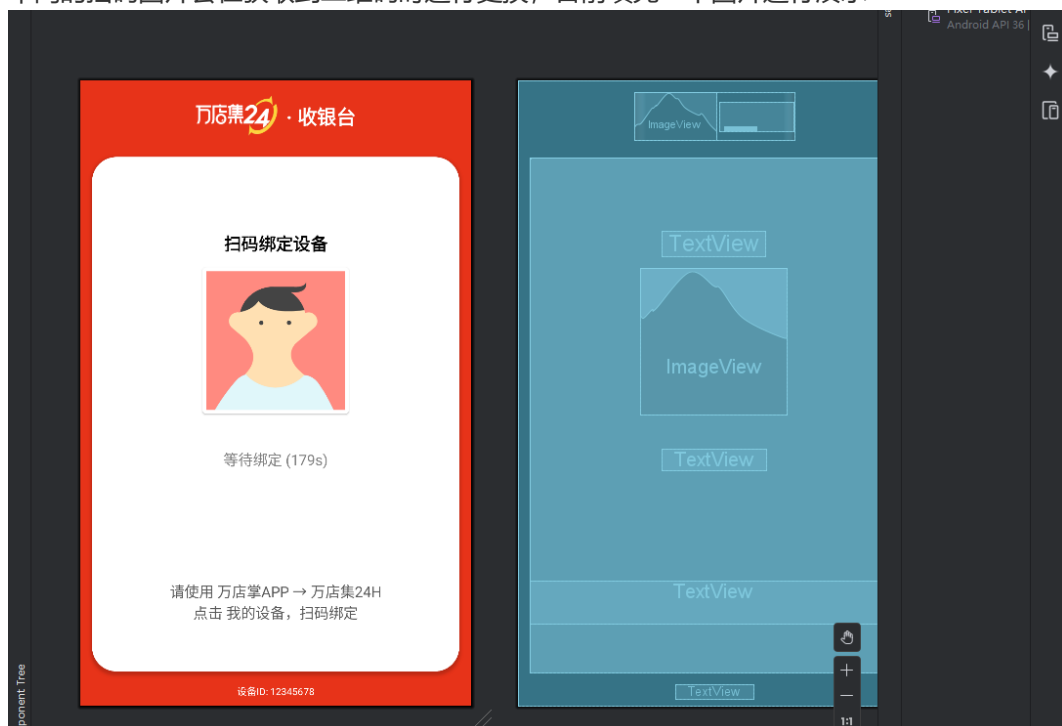 Android API 36
万店集24 · 收银台
ImageView
扫码绑定设备
TextView
ImageView
等待绑定 (179s)
TextView
请使用 万店掌APP → 万店集24H
点击 我的设备，扫码绑定
TextView
设备ID: 12345678
TextView
1:1